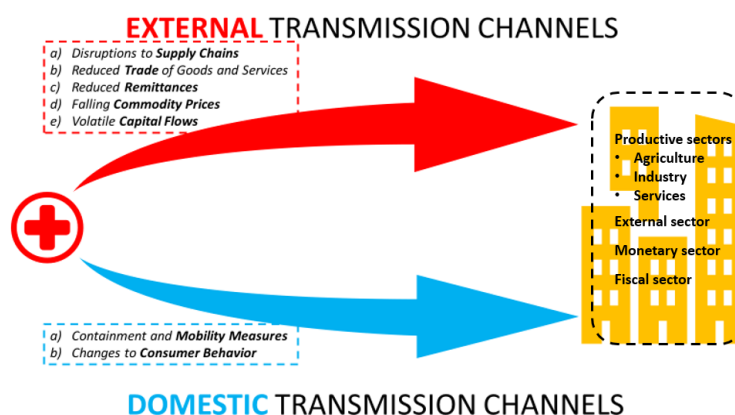 EXTERNAL TRANSMISSION CHANNELS
a) Disruptions to Supply Chains
b) Reduced Trade of Goods and Services
c) Reduced Remittances
d) Falling Commodity Prices
e) Volatile Capital Flows
Productive sectors
• Agriculture
• Industry
• Services
External sector
Monetary sector
Fiscal sector
a) Containment and Mobility Measures
b) Changes to Consumer Behavior
DOMESTIC TRANSMISSION CHANNELS